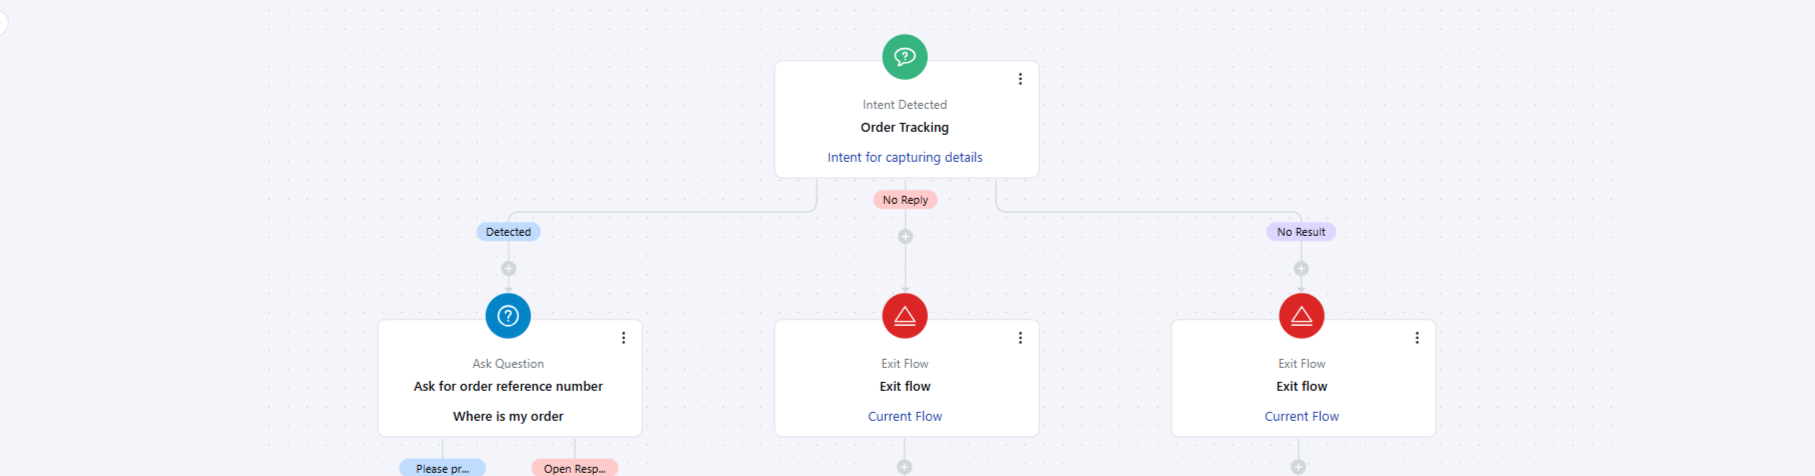 Intent Detected
Order Tracking
Intent for capturing details
No Reply
Detected
No Result
Ask Question
Ask for order reference number
Where is my order
Exit Flow
Exit flow
Current Flow
Exit Flow
Exit flow
Current Flow
Please pr...
Open Resp...